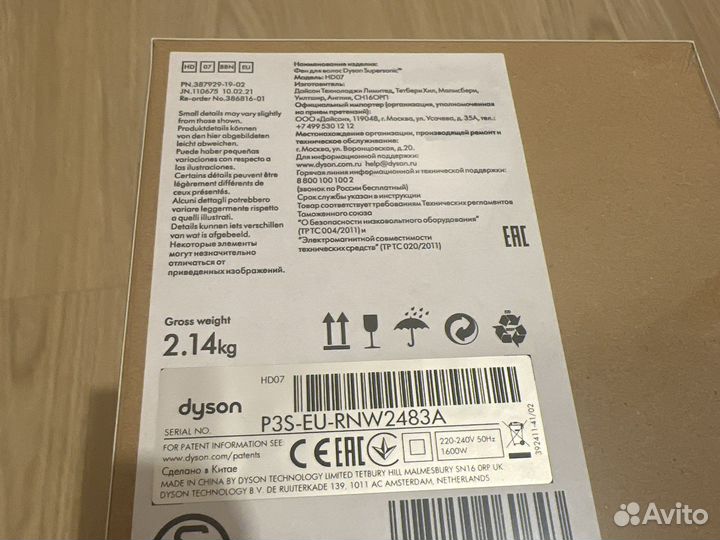 HD 07 BBN EU
PN.387929-19-02
JN.110675 10.02.21
Re-order No.386816-01
Small details may vary slightly
from those shown.
Produktdetails können
von den hier abgebildeten
leicht abweichen.
Puede haber pequeñas
variaciones con respecto a
las ilustraciones.
Certains détails peuvent être
légèrement différents de
ceux présentés.
Alcuni dettagli potrebbero
variare leggermente rispetto
a quelli illustrati.
Details kunnen iets verschillen
van wat is afgebeeld.
Некоторые элементы
могут незначительно
отличаться от
приведенных изображений.
Наименование изделия:
Фен для волос Dyson Supersonic™
Модель: HD07
Изготовитель:
Дайсон Текнолоджи Лимитед, Тетбери Хил, Малмсбери,
Уилтшир, Англия, СН16ОРП
Официальный импортер (организация, уполномоченная
на прием претензий):
ООО «Дайсон», 119048, г. Москва, ул. Усачева, д. 35А, тел.:
+7 499 530 12 12
Местонахождение организации, производящей ремонт и
техническое обслуживание:
г. Москва, ул. Воронцовская, д.20.
Для информационной поддержки:
www.dyson.com.ru help@dyson.ru
Горячая линия информационной и технической поддержки:
8 800 100 100 2
(звонок по России бесплатный)
Срок службы указан в инструкции
Товар соответствует требованиям Технических регламентов
Таможенного союза
"О безопасности низковольтного оборудования"
(ТР ТС 004/2011) и
"Электромагнитной совместимости
технических средств" (ТР ТС 020/2011)
EAC
Gross weight
2.14kg
HD07
dyson
SERIAL NO.
P3S-EU-RNW2483A
FOR PATENT INFORMATION SEE:
www.dyson.com/patents
Сделано в Китае
CE EAC
220-240V 50Hz
1600W
392411-41/02
MADE IN CHINA BY DYSON TECHNOLOGY LIMITED TETBURY HILL MALMESBURY SN16 0RP UK
DYSON TECHNOLOGY B.V. DE RUIJTERKADE 139, 1011 AC AMSTERDAM, NETHERLANDS
Avito